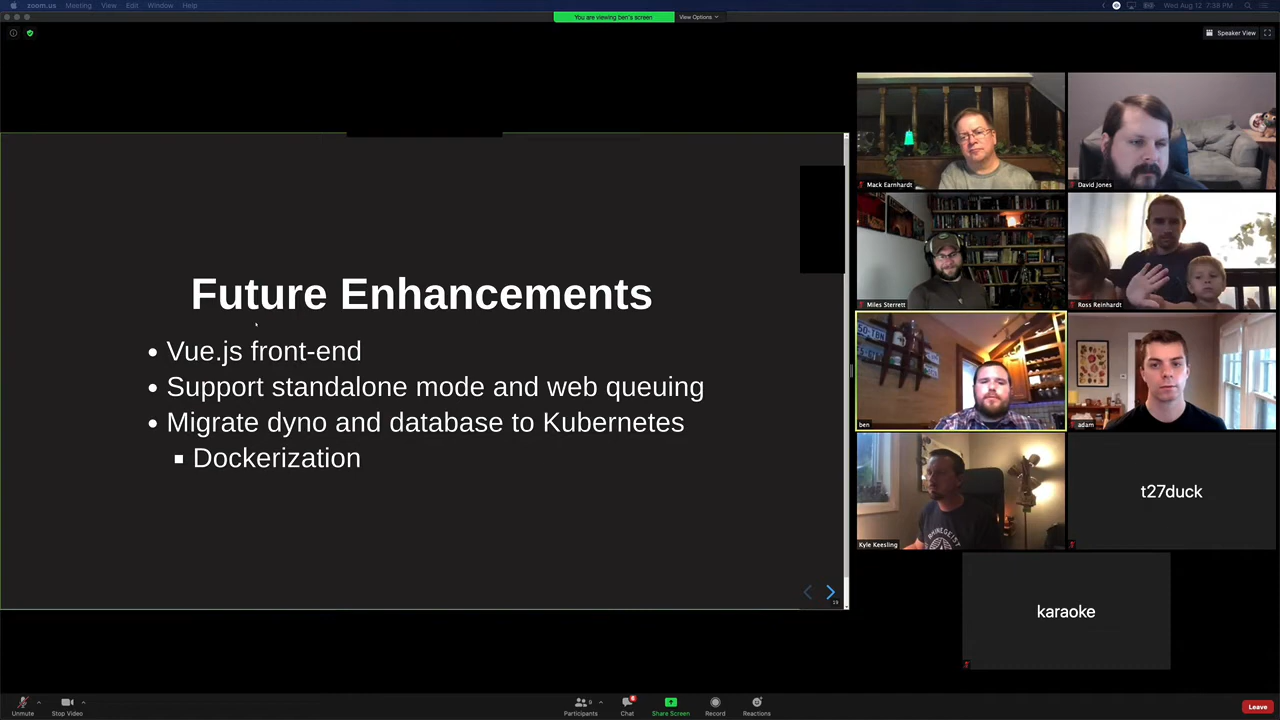 zoom.us Meeting View Edit Window Help
Wed Aug 12 7:38 PM
You are viewing ben's screen View Options
Speaker View
Future Enhancements
• Vue.js front-end
• Support standalone mode and web queuing
• Migrate dyno and database to Kubernetes
▪ Dockerization
19
Mack Earnhardt
David Jones
Miles Sterrett
Ross Reinhardt
ben
adam
Kyle Keesling
t27duck
karaoke
Unmute Stop Video Participants 9 Chat Share Screen Record Reactions Leave